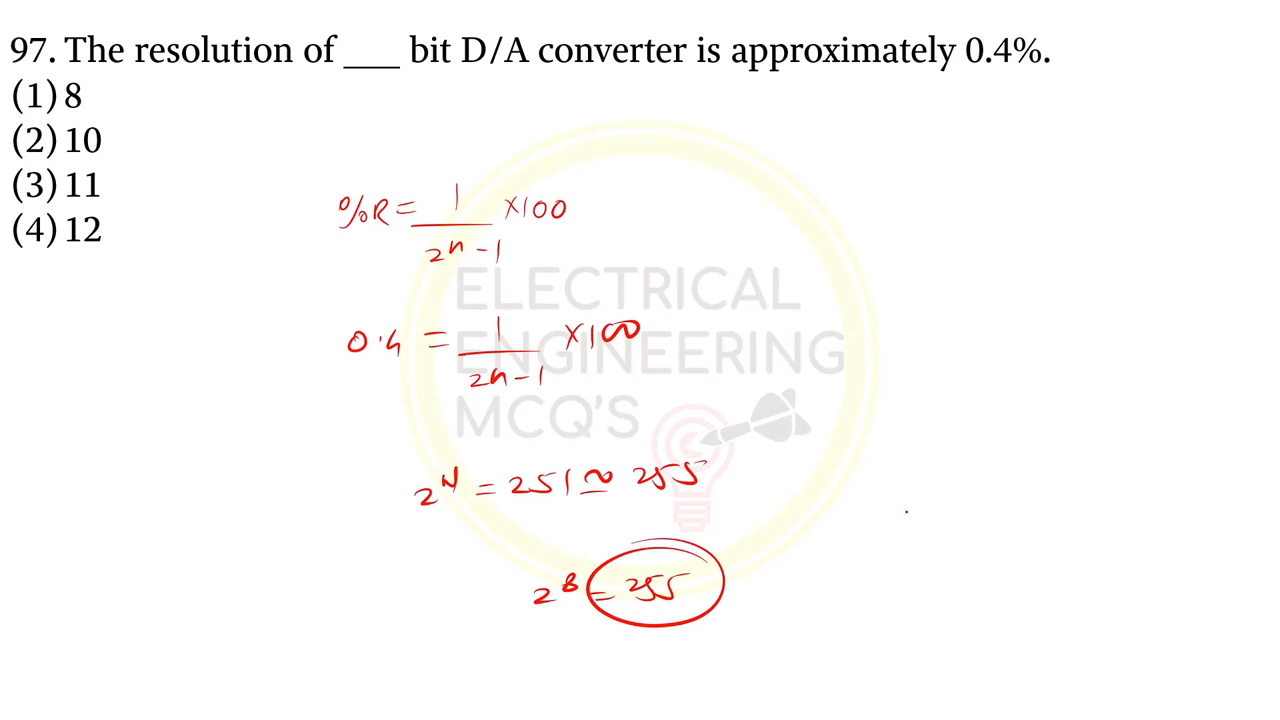 97. The resolution of ___ bit D/A converter is approximately 0.4%.
(1) 8
(2) 10
(3) 11
(4) 12
%R = 1 / 2^n - 1 × 100
0.4 = 1 / 2n - 1 × 100
2^N = 251 ≃ 255
2^8 = 255
ELECTRICAL
ENGINEERING
MCQ'S